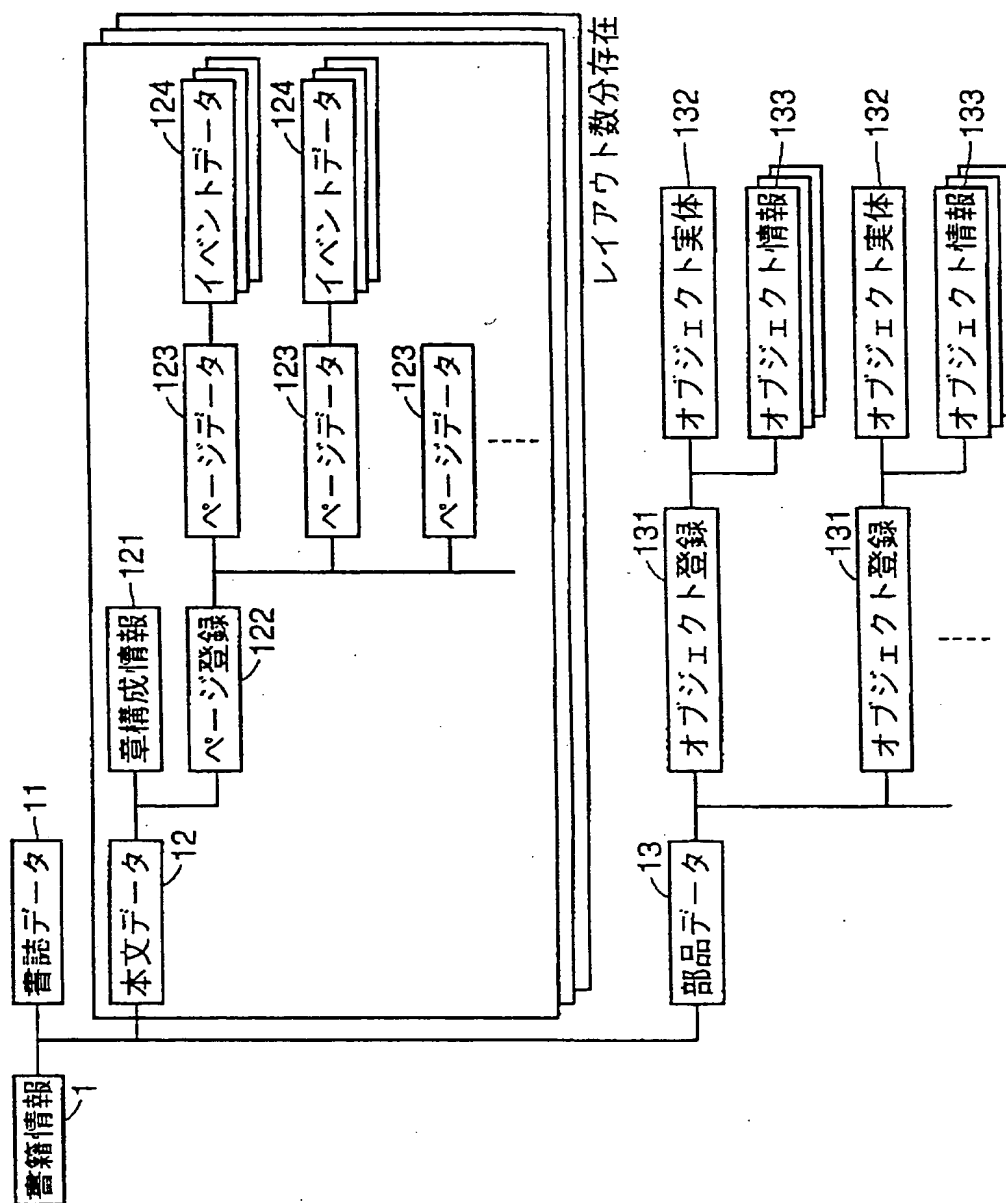 書籍情報
1
書誌データ
11
本文データ
12
章構成情報
121
ページ登録
122
ページデータ
123
イベントデータ
124
ページデータ
123
イベントデータ
124
ページデータ
123
レイアウト数分存在
部品データ
13
オブジェクト登録
131
オブジェクト実体
132
オブジェクト情報
133
オブジェクト登録
131
オブジェクト実体
132
オブジェクト情報
133